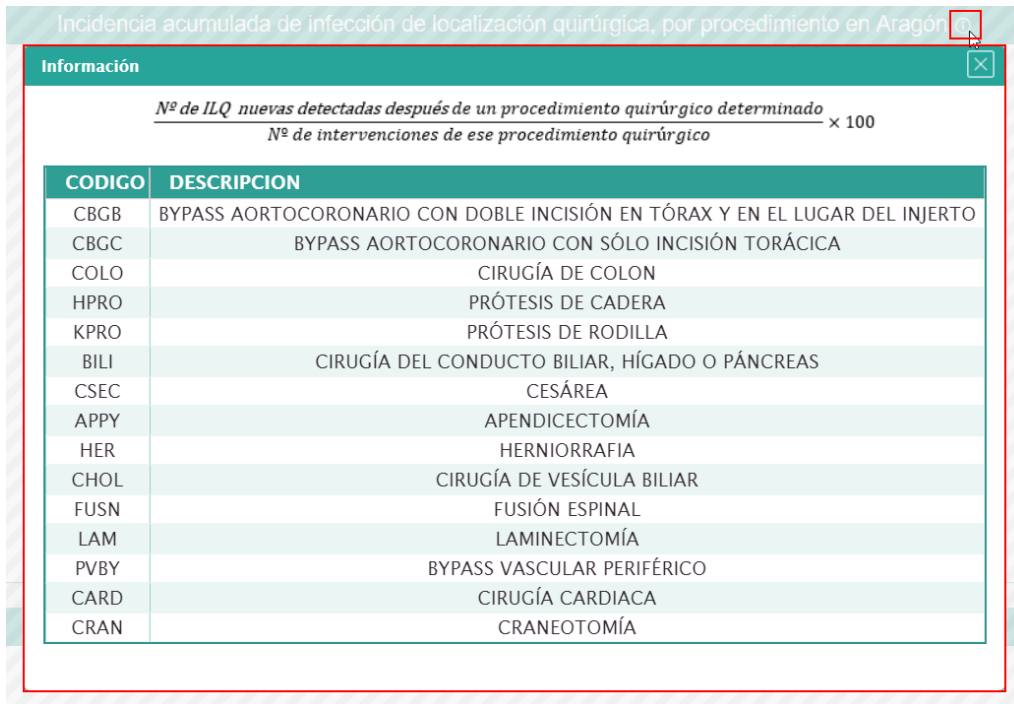 Incidencia acumulada de infección de localización quirúrgica, por procedimiento en Aragón
Información
Nº de ILQ nuevas detectadas después de un procedimiento quirúrgico determinado
Nº de intervenciones de ese procedimiento quirúrgico
× 100
CODIGO DESCRIPCION
CBGB BYPASS AORTOCORONARIO CON DOBLE INCISIÓN EN TÓRAX Y EN EL LUGAR DEL INJERTO
CBGC BYPASS AORTOCORONARIO CON SÓLO INCISIÓN TORÁCICA
COLO CIRUGÍA DE COLON
HPRO PRÓTESIS DE CADERA
KPRO PRÓTESIS DE RODILLA
BILI CIRUGÍA DEL CONDUCTO BILIAR, HÍGADO O PÁNCREAS
CSEC CESÁREA
APPY APENDICECTOMÍA
HER HERNIORRAFIA
CHOL CIRUGÍA DE VESÍCULA BILIAR
FUSN FUSIÓN ESPINAL
LAM LAMINECTOMÍA
PVBY BYPASS VASCULAR PERIFÉRICO
CARD CIRUGÍA CARDIACA
CRAN CRANEOTOMÍA